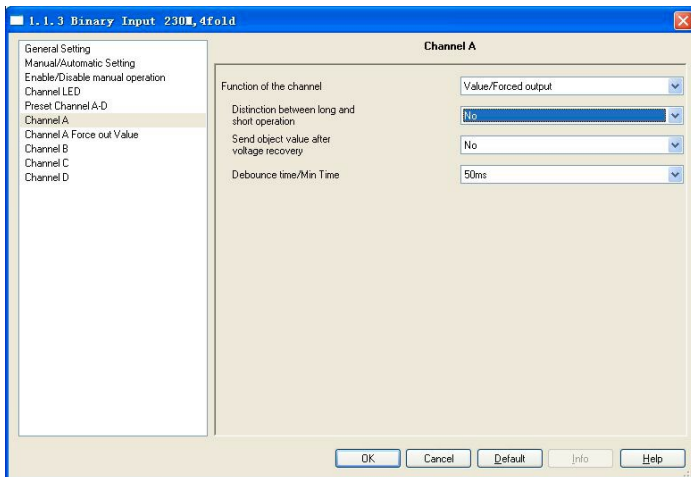 1.1.3 Binary Input 230M,4fold
General Setting
Manual/Automatic Setting
Enable/Disable manual operation
Channel LED
Preset Channel A-D
Channel A
Channel A Force out Value
Channel B
Channel C
Channel D
Channel A
Function of the channel
Value/Forced output
Distinction between long and
short operation
No
Send object value after
voltage recovery
No
Debounce time/Min Time
50ms
OK
Cancel
Default
Info
Help